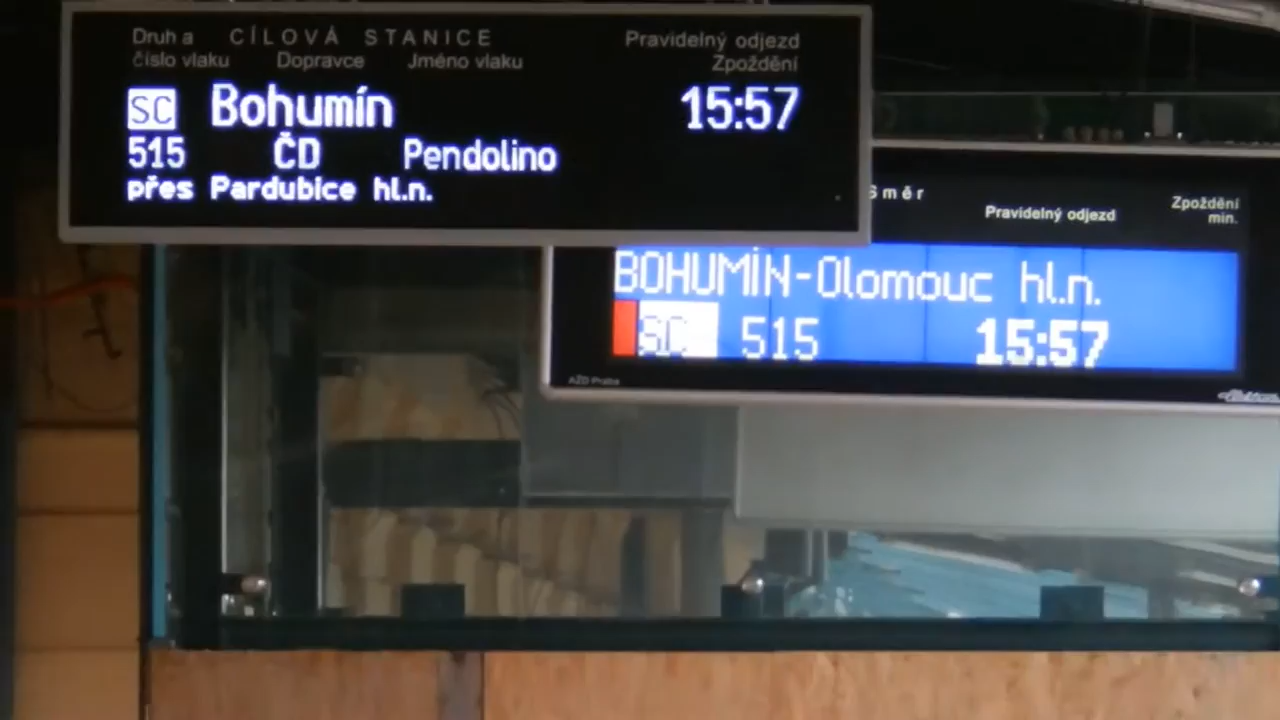 Druh a CÍLOVÁ STANICE Pravidelný odjezd
číslo vlaku Dopravce Jméno vlaku Zpoždění
SC Bohumín 15:57
515 ČD Pendolino
přes Pardubice hl.n.
Směr Pravidelný odjezd Zpoždění
min.
BOHUMÍN-Olomouc hl.n.
SC 515 15:57
AŽD Praha